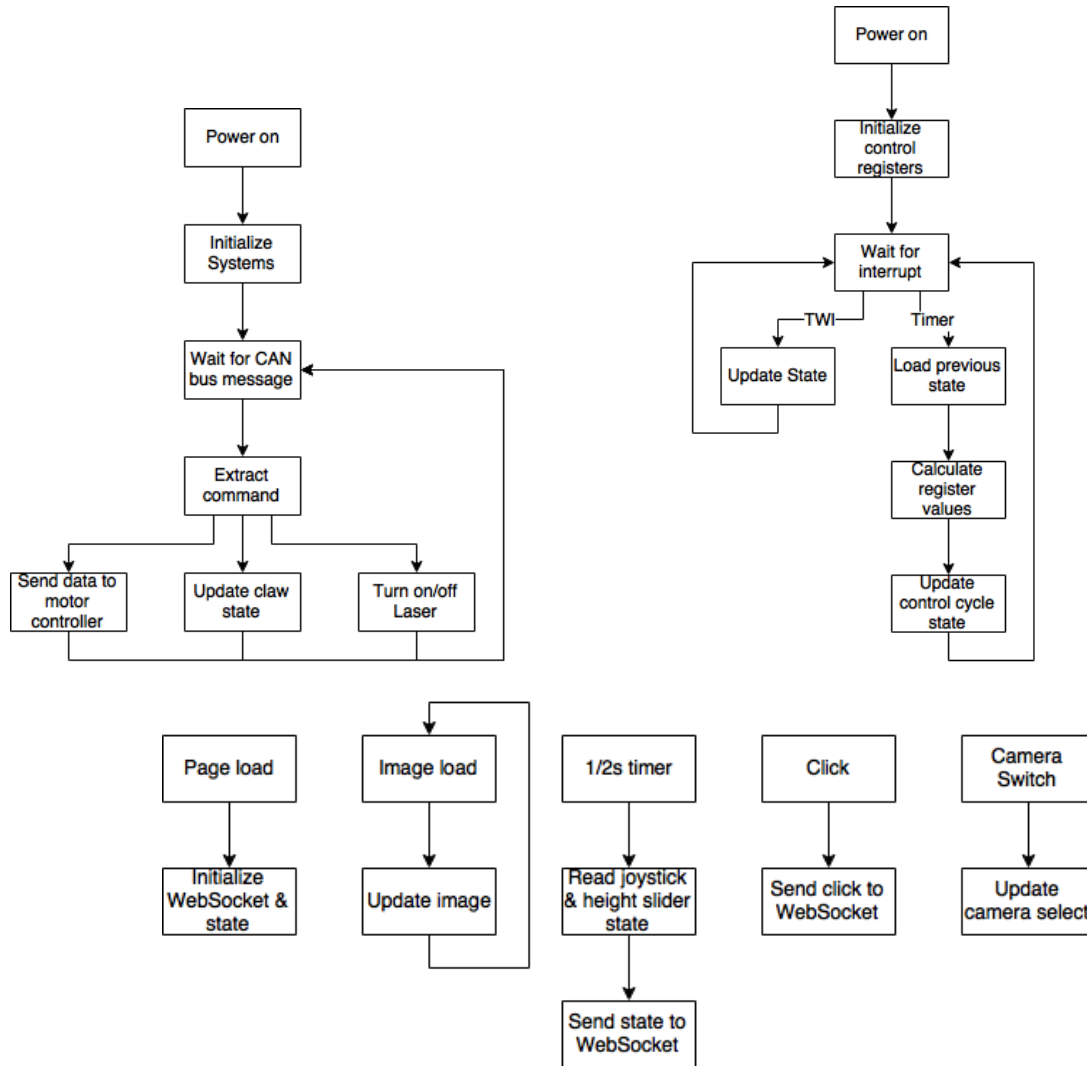 Power on
Initialize
Systems
Wait for CAN
bus message
Extract
command
Send data to
motor
controller
Update claw
state
Turn on/off
Laser
Power on
Initialize
control
registers
Wait for
interrupt
TWI
Timer
Update State
Load previous
state
Calculate
register
values
Update
control cycle
state
Page load
Initialize
WebSocket &
state
Image load
Update image
1/2s timer
Read joystick
& height slider
state
Send state to
WebSocket
Click
Send click to
WebSocket
Camera
Switch
Update
camera select